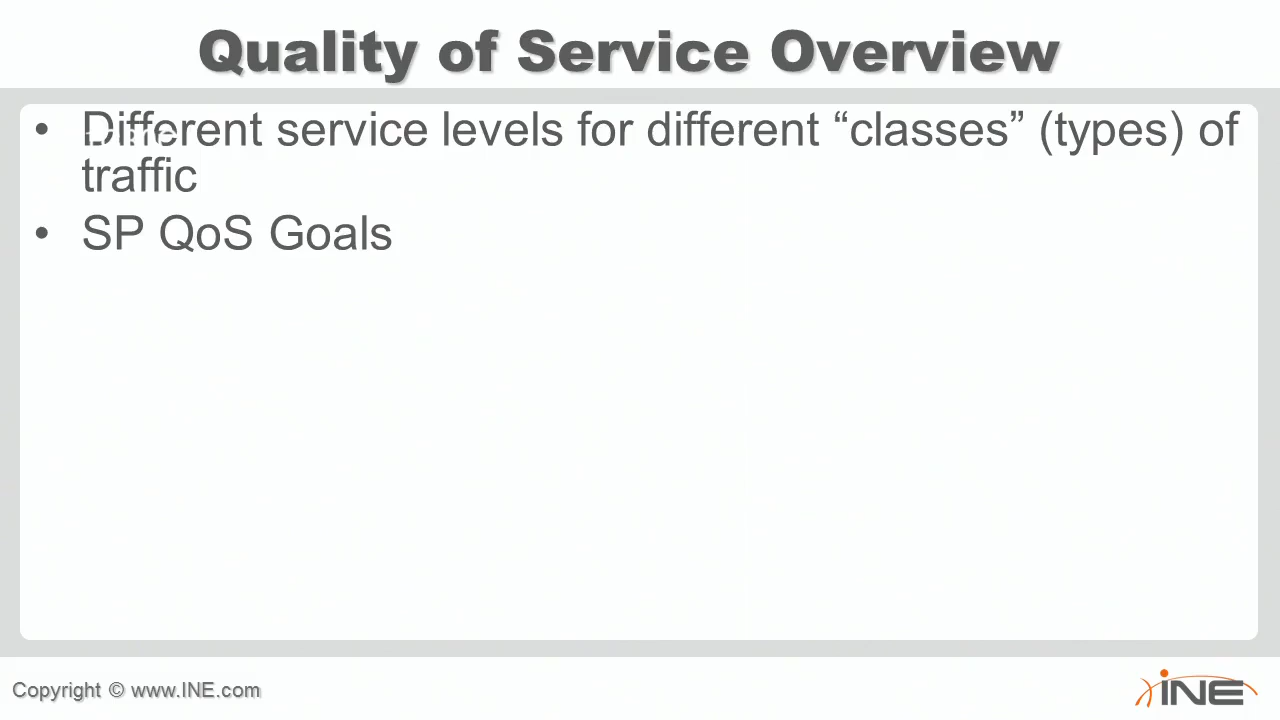 Quality of Service Overview
• Different service levels for different “classes” (types) of
traffic
• SP QoS Goals
Copyright © www.INE.com
iNE